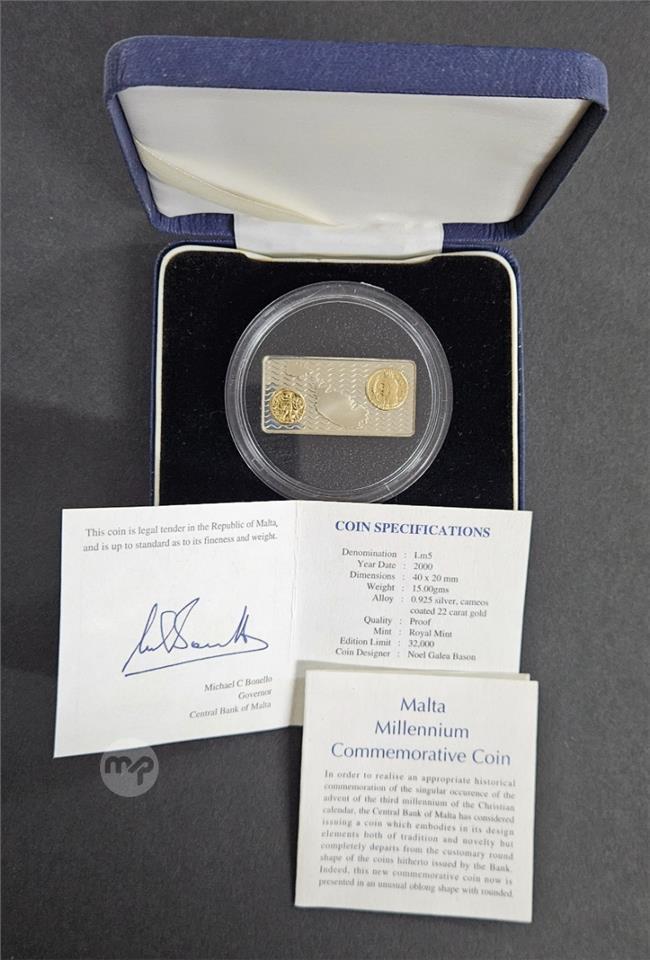 This coin is legal tender in the Republic of Malta,
and is up to standard as to its fineness and weight.
Michael C Bonello
Governor
Central Bank of Malta
COIN SPECIFICATIONS
Denomination : Lm5
Year Date : 2000
Dimensions : 40 x 20 mm
Weight : 15.00gms
Alloy : 0.925 silver, cameos
coated 22 carat gold
Quality : Proof
Mint : Royal Mint
Edition Limit : 32,000
Coin Designer : Noel Galea Bason
Malta
Millennium
Commemorative Coin
In order to realise an appropriate historical
commemoration of the singular occurence of the
advent of the third millennium of the Christian
calendar, the Central Bank of Malta has considered
issuing a coin which embodies in its design
elements both of tradition and novelty but
completely departs from the customary round
shape of the coins hitherto issued by the Bank.
Indeed, this new commemorative coin now is
presented in an unusual oblong shape with rounded
mp